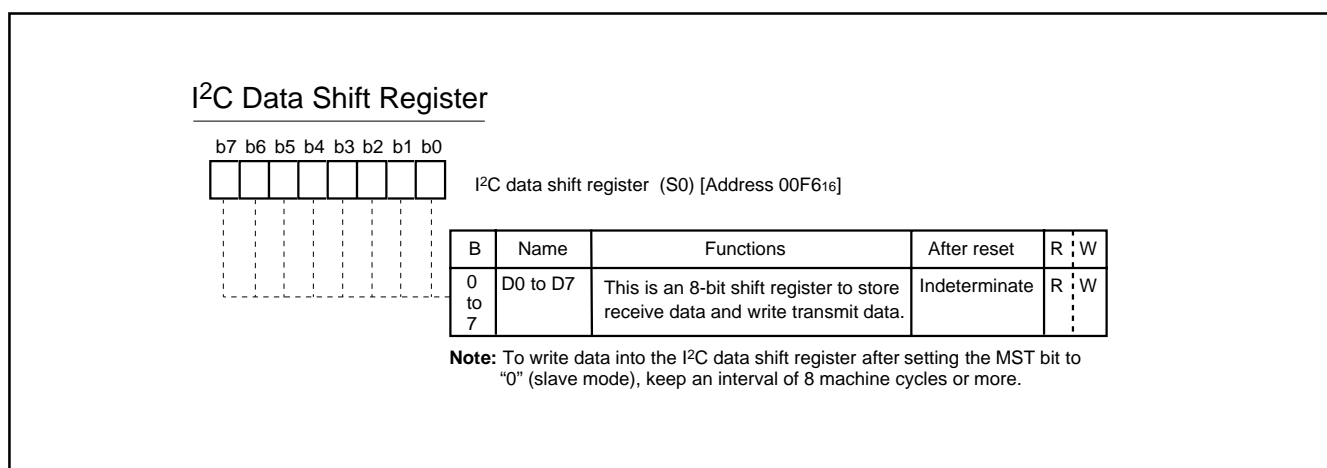 I2C Data Shift Register
b7 b6 b5 b4 b3 b2 b1 b0
I2C data shift register (S0) [Address 00F616]
B Name Functions After reset R W
0 to 7 D0 to D7 This is an 8-bit shift register to store receive data and write transmit data. Indeterminate R W
Note: To write data into the I2C data shift register after setting the MST bit to
“0” (slave mode), keep an interval of 8 machine cycles or more.